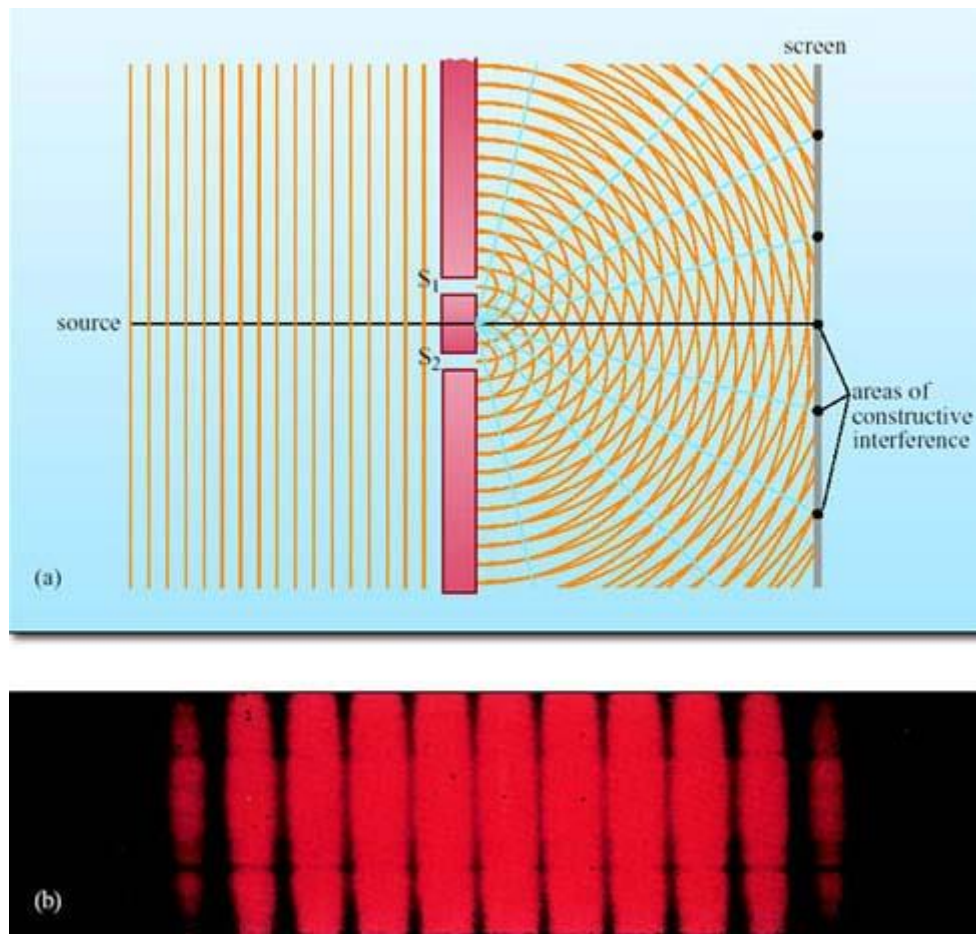 screen
S1
source
S2
areas of
constructive
interference
(a)
(b)